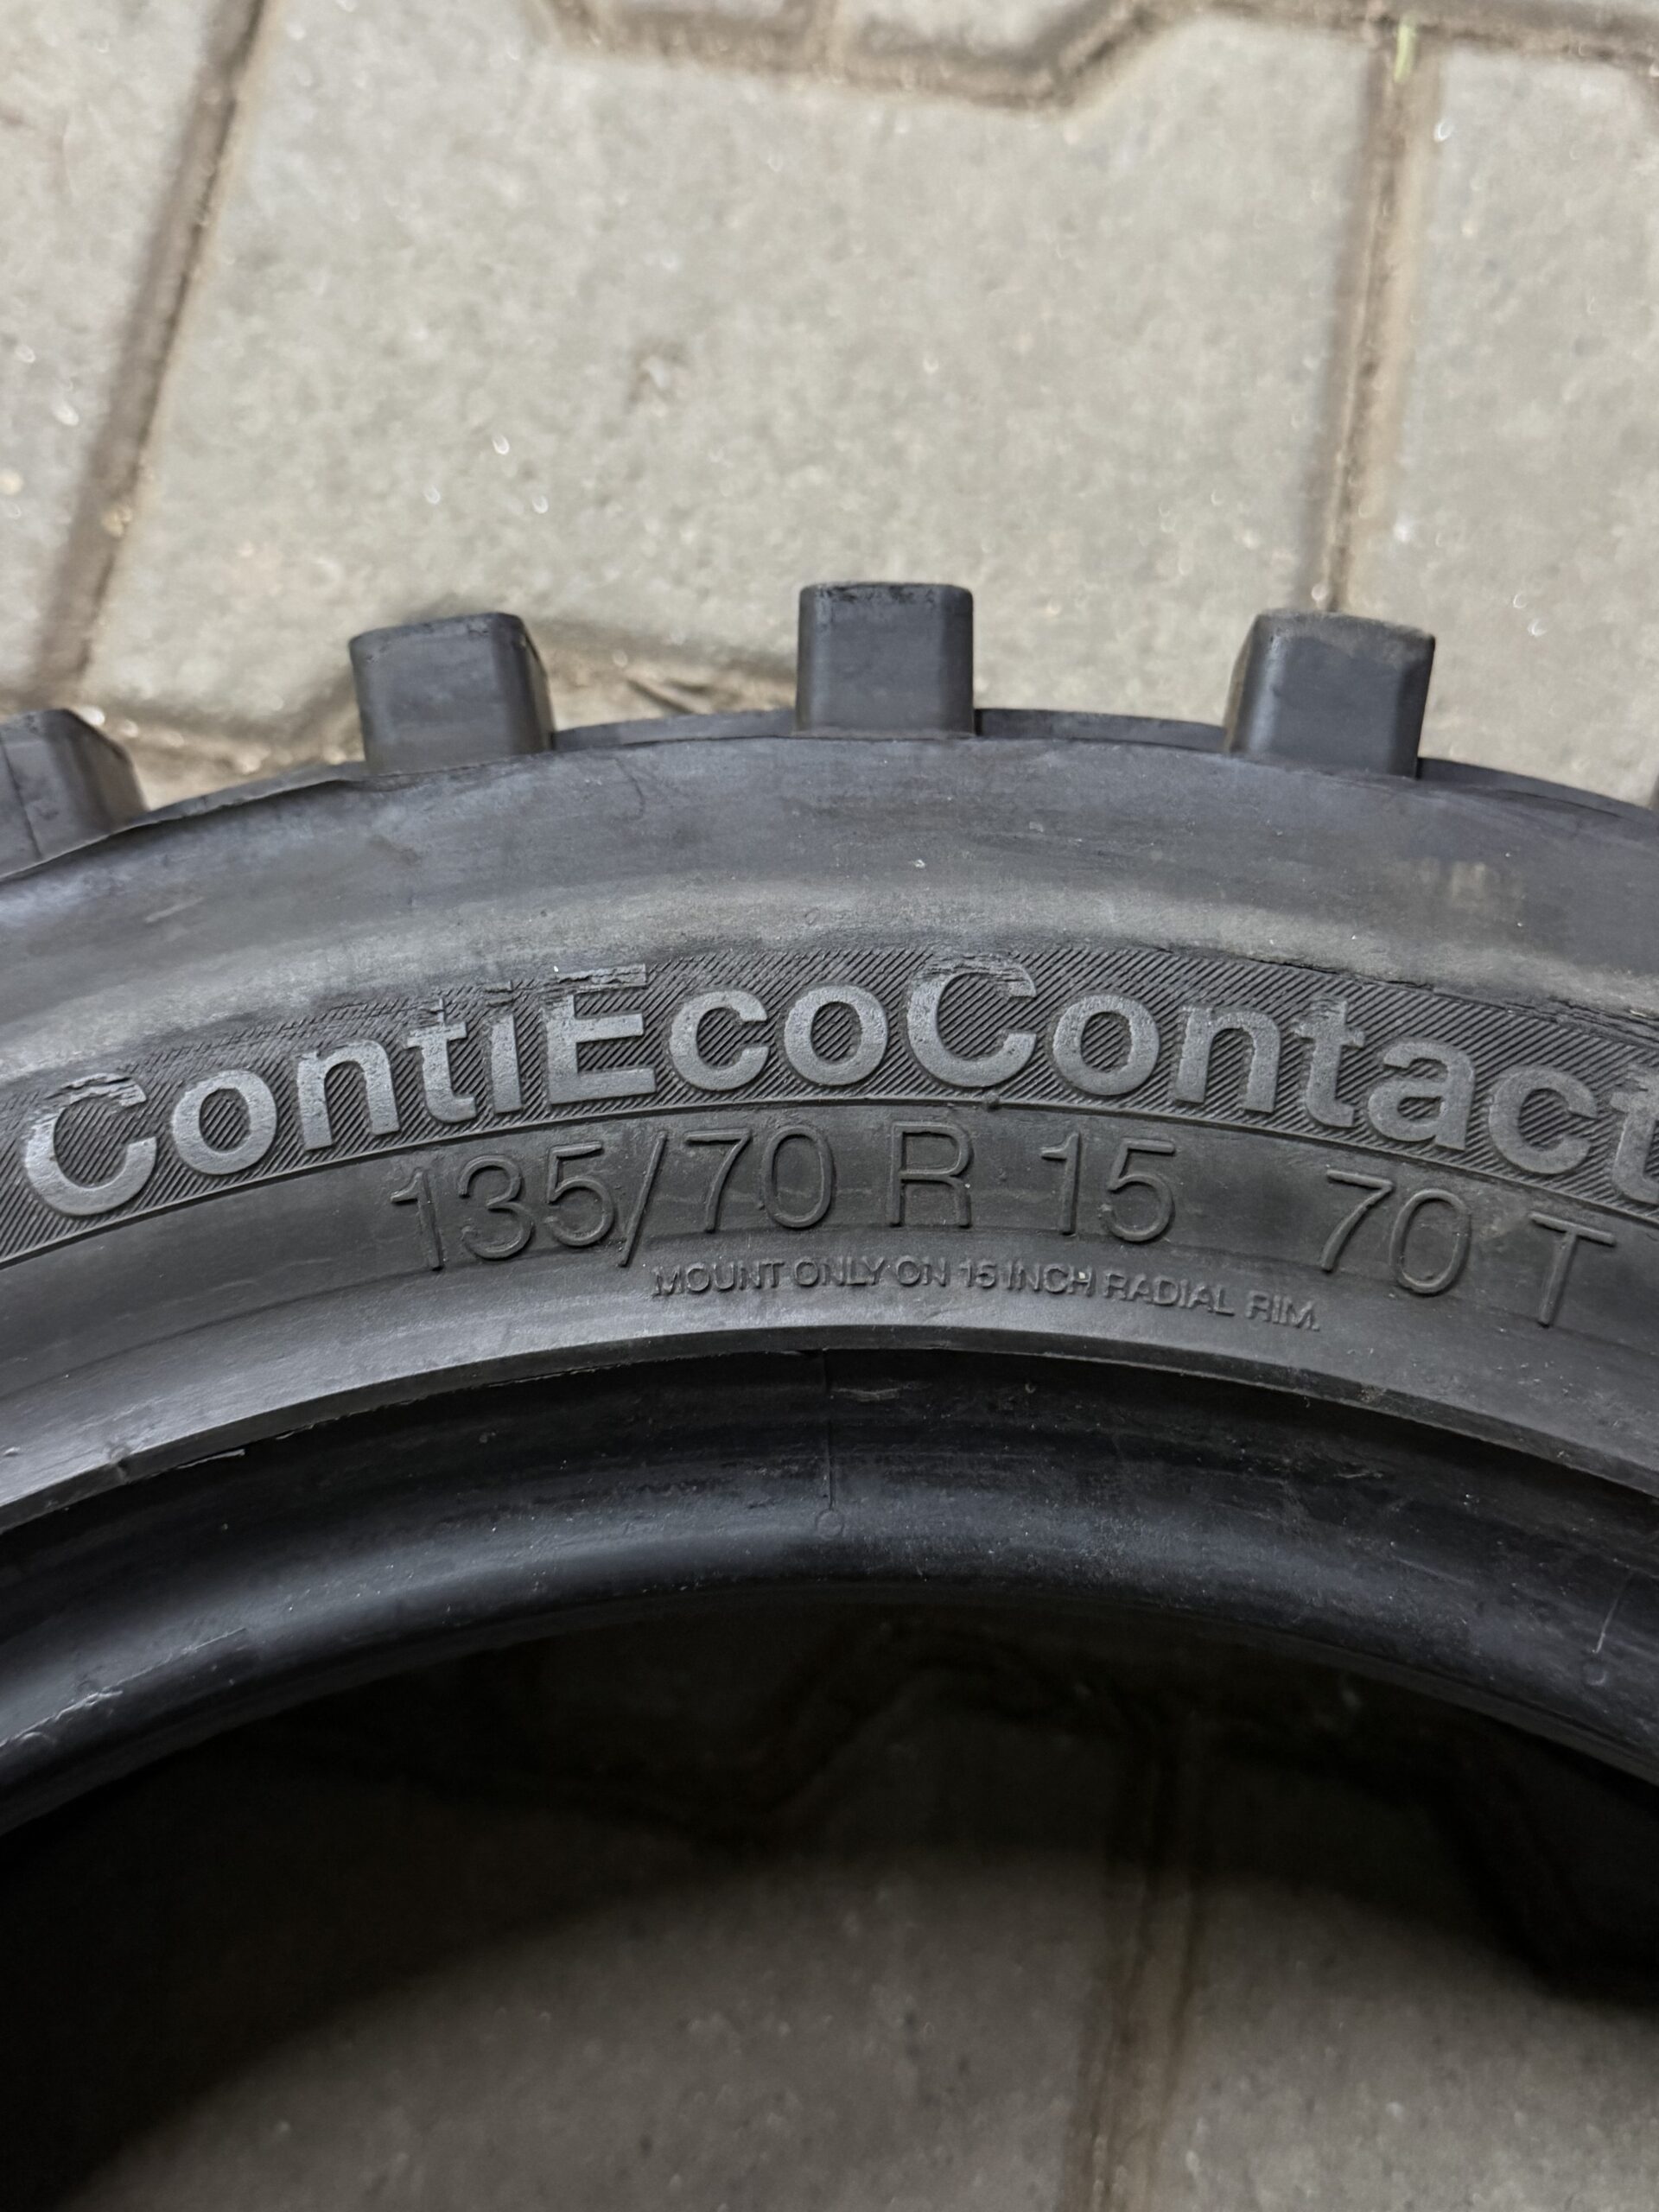 ContiEcoContact
135/70 R 15 70 T
MOUNT ONLY ON 15 INCH RADIAL RIM.